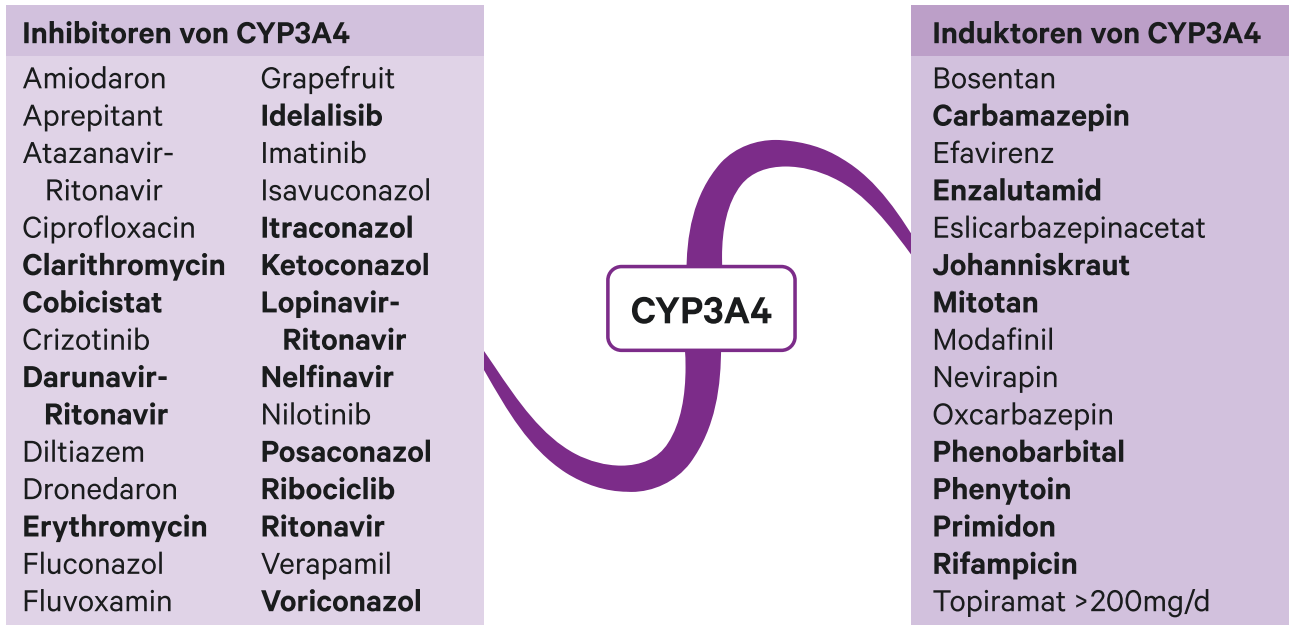 Inhibitoren von CYP3A4
Amiodaron
Aprepitant
Atazanavir-
Ritonavir
Ciprofloxacin
Clarithromycin
Cobicistat
Crizotinib
Darunavir-
Ritonavir
Diltiazem
Dronedaron
Erythromycin
Fluconazol
Fluvoxamin
Grapefruit
Idelalisib
Imatinib
Isavuconazol
Itraconazol
Ketoconazol
Lopinavir-
Ritonavir
Nelfinavir
Nilotinib
Posaconazol
Ribociclib
Ritonavir
Verapamil
Voriconazol
CYP3A4
Induktoren von CYP3A4
Bosentan
Carbamazepin
Efavirenz
Enzalutamid
Eslicarbazepinacetat
Johanniskraut
Mitotan
Modafinil
Nevirapin
Oxcarbazepin
Phenobarbital
Phenytoin
Primidon
Rifampicin
Topiramat >200mg/d